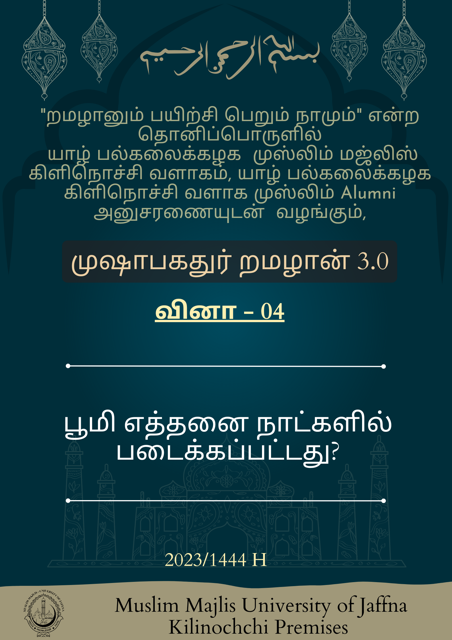 بسم الله الرحمن الرحيم
"றமழானும் பயிற்சி பெறும் நாமும்" என்ற
தொனிப்பொருளில்
யாழ் பல்கலைக்கழக முஸ்லிம் மஜ்லிஸ்
கிளிநொச்சி வளாகம், யாழ் பல்கலைக்கழக
கிளிநொச்சி வளாக முஸ்லிம் Alumni
அனுசரணையுடன் வழங்கும்,
முஷாபகதுர் றமழான் 3.0
வினா - 04
பூமி எத்தனை நாட்களில்
படைக்கப்பட்டது?
2023/1444 H
Muslim Majlis University of Jaffna
Kilinochchi Premises